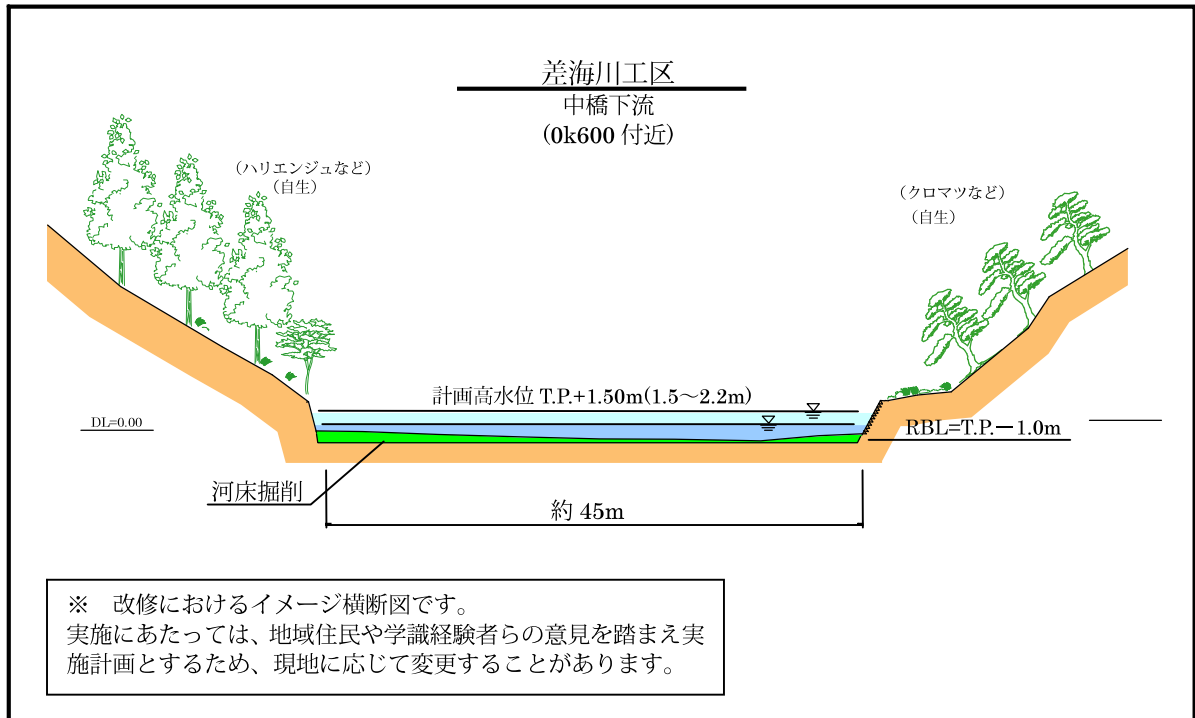 差海川工区
中橋下流
(0k600 付近)
（ハリエンジュなど）
（自生）
（クロマツなど）
（自生）
計画高水位 T.P.+1.50m(1.5～2.2m)
DL=0.00
RBL=T.P.－1.0m
河床掘削
約 45m
※　改修におけるイメージ横断図です。
実施にあたっては、地域住民や学識経験者らの意見を踏まえ実
施計画とするため、現地に応じて変更することがあります。